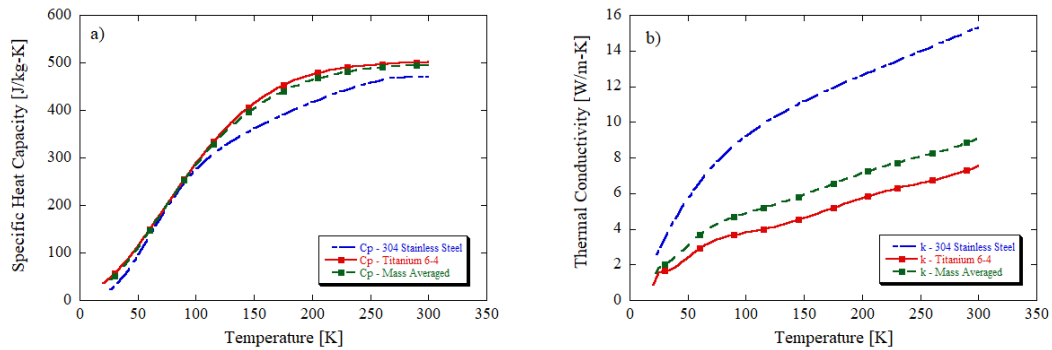 a)
Specific Heat Capacity [J/kg-K]
600
500
400
300
200
100
0
Cp - 304 Stainless Steel
Cp - Titanium 6-4
Cp - Mass Averaged
0 50 100 150 200 250 300 350
Temperature [K]
b)
Thermal Conductivity [W/m-K]
16
14
12
10
8
6
4
2
0
k - 304 Stainless Steel
k - Titanium 6-4
k - Mass Averaged
0 50 100 150 200 250 300 350
Temperature [K]